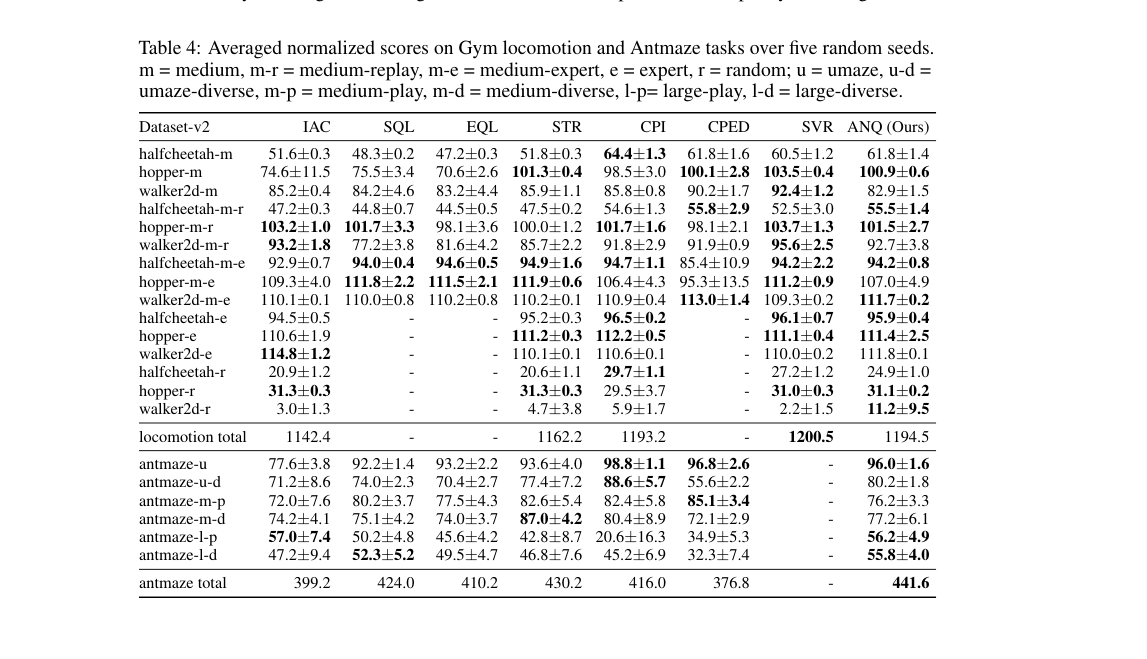 Table 4: Averaged normalized scores on Gym locomotion and Antmaze tasks over five random seeds.
m = medium, m-r = medium-replay, m-e = medium-expert, e = expert, r = random; u = umaze, u-d =
umaze-diverse, m-p = medium-play, m-d = medium-diverse, l-p= large-play, l-d = large-diverse.
Dataset-v2 IAC SQL EQL STR CPI CPED SVR ANQ (Ours)
halfcheetah-m 51.6±0.3 48.3±0.2 47.2±0.3 51.8±0.3 64.4±1.3 61.8±1.6 60.5±1.2 61.8±1.4
hopper-m 74.6±11.5 75.5±3.4 70.6±2.6 101.3±0.4 98.5±3.0 100.1±2.8 103.5±0.4 100.9±0.6
walker2d-m 85.2±0.4 84.2±4.6 83.2±4.4 85.9±1.1 85.8±0.8 90.2±1.7 92.4±1.2 82.9±1.5
halfcheetah-m-r 47.2±0.3 44.8±0.7 44.5±0.5 47.5±0.2 54.6±1.3 55.8±2.9 52.5±3.0 55.5±1.4
hopper-m-r 103.2±1.0 101.7±3.3 98.1±3.6 100.0±1.2 101.7±1.6 98.1±2.1 103.7±1.3 101.5±2.7
walker2d-m-r 93.2±1.8 77.2±3.8 81.6±4.2 85.7±2.2 91.8±2.9 91.9±0.9 95.6±2.5 92.7±3.8
halfcheetah-m-e 92.9±0.7 94.0±0.4 94.6±0.5 94.9±1.6 94.7±1.1 85.4±10.9 94.2±2.2 94.2±0.8
hopper-m-e 109.3±4.0 111.8±2.2 111.5±2.1 111.9±0.6 106.4±4.3 95.3±13.5 111.2±0.9 107.0±4.9
walker2d-m-e 110.1±0.1 110.0±0.8 110.2±0.8 110.2±0.1 110.9±0.4 113.0±1.4 109.3±0.2 111.7±0.2
halfcheetah-e 94.5±0.5 - - 95.2±0.3 96.5±0.2 - 96.1±0.7 95.9±0.4
hopper-e 110.6±1.9 - - 111.2±0.3 112.2±0.5 - 111.1±0.4 111.4±2.5
walker2d-e 114.8±1.2 - - 110.1±0.1 110.6±0.1 - 110.0±0.2 111.8±0.1
halfcheetah-r 20.9±1.2 - - 20.6±1.1 29.7±1.1 - 27.2±1.2 24.9±1.0
hopper-r 31.3±0.3 - - 31.3±0.3 29.5±3.7 - 31.0±0.3 31.1±0.2
walker2d-r 3.0±1.3 - - 4.7±3.8 5.9±1.7 - 2.2±1.5 11.2±9.5
locomotion total 1142.4 - - 1162.2 1193.2 - 1200.5 1194.5
antmaze-u 77.6±3.8 92.2±1.4 93.2±2.2 93.6±4.0 98.8±1.1 96.8±2.6 - 96.0±1.6
antmaze-u-d 71.2±8.6 74.0±2.3 70.4±2.7 77.4±7.2 88.6±5.7 55.6±2.2 - 80.2±1.8
antmaze-m-p 72.0±7.6 80.2±3.7 77.5±4.3 82.6±5.4 82.4±5.8 85.1±3.4 - 76.2±3.3
antmaze-m-d 74.2±4.1 75.1±4.2 74.0±3.7 87.0±4.2 80.4±8.9 72.1±2.9 - 77.2±6.1
antmaze-l-p 57.0±7.4 50.2±4.8 45.6±4.2 42.8±8.7 20.6±16.3 34.9±5.3 - 56.2±4.9
antmaze-l-d 47.2±9.4 52.3±5.2 49.5±4.7 46.8±7.6 45.2±6.9 32.3±7.4 - 55.8±4.0
antmaze total 399.2 424.0 410.2 430.2 416.0 376.8 - 441.6